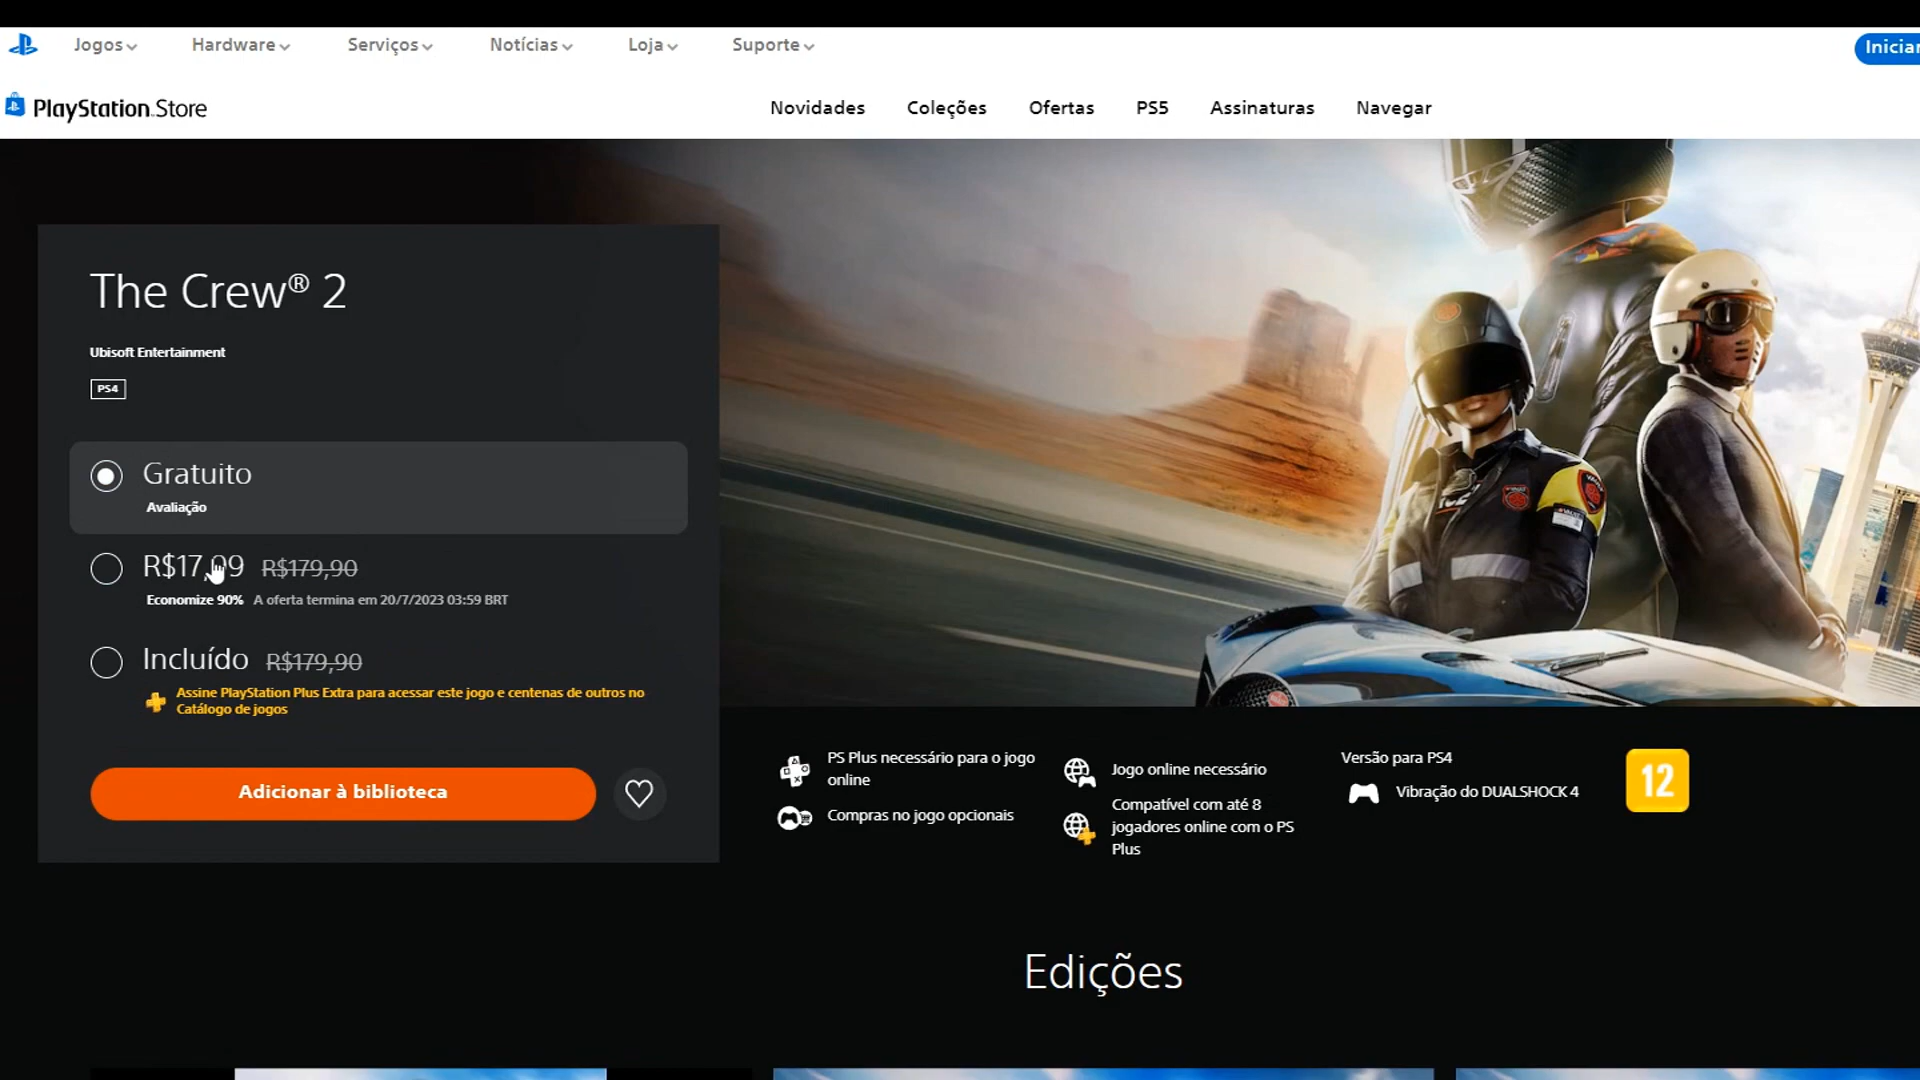 Jogos
Hardware
Serviços
Notícias
Loja
Suporte
Iniciar
PlayStation Store
Novidades
Coleções
Ofertas
PS5
Assinaturas
Navegar
The Crew® 2
Ubisoft Entertainment
PS4
Gratuito
Avaliação
R$17,99 R$179,90
Economize 90% A oferta termina em 20/7/2023 03:59 BRT
Incluído R$179,90
Assine PlayStation Plus Extra para acessar este jogo e centenas de outros no
Catálogo de jogos
Adicionar à biblioteca
PS Plus necessário para o jogo
online
Compras no jogo opcionais
Jogo online necessário
Compatível com até 8
jogadores online com o PS
Plus
Versão para PS4
Vibração do DUALSHOCK 4
12
Edições